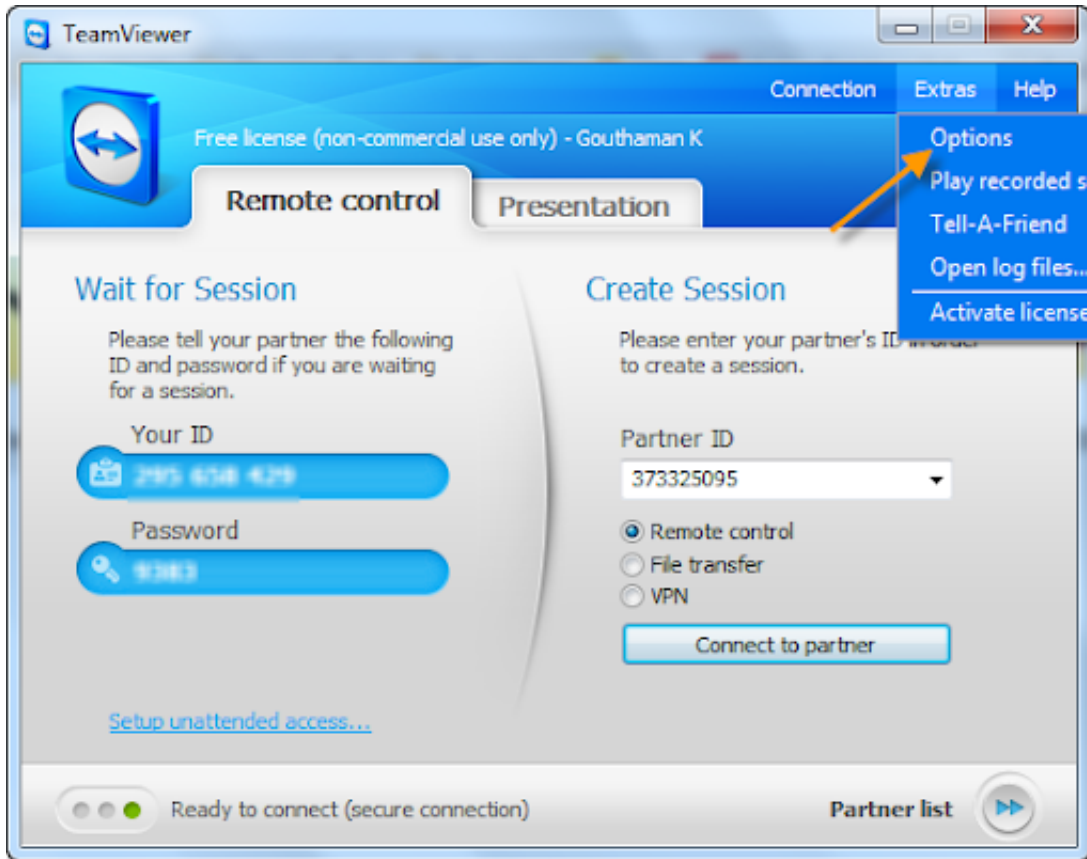 TeamViewer
Connection Extras Help
Free license (non-commercial use only) - Gouthaman K
Options
Play recorded s
Tell-A-Friend
Open log files...
Activate license
Remote control
Presentation
Wait for Session
Please tell your partner the following
ID and password if you are waiting
for a session.
Your ID
Password
Setup unattended access...
Create Session
Please enter your partner's ID in order
to create a session.
Partner ID
373325095
Remote control
File transfer
VPN
Connect to partner
Ready to connect (secure connection)
Partner list